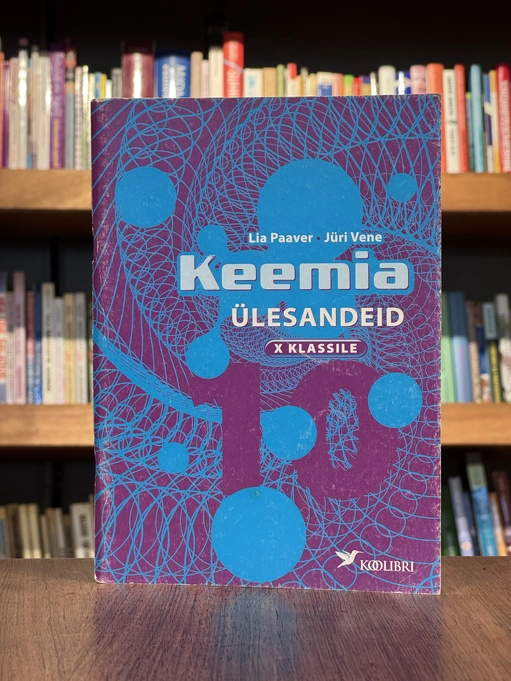 Lia Paaver · Jüri Vene
Keemia
ÜLESANDEID
X KLASSILE
10
KOOLIBRI